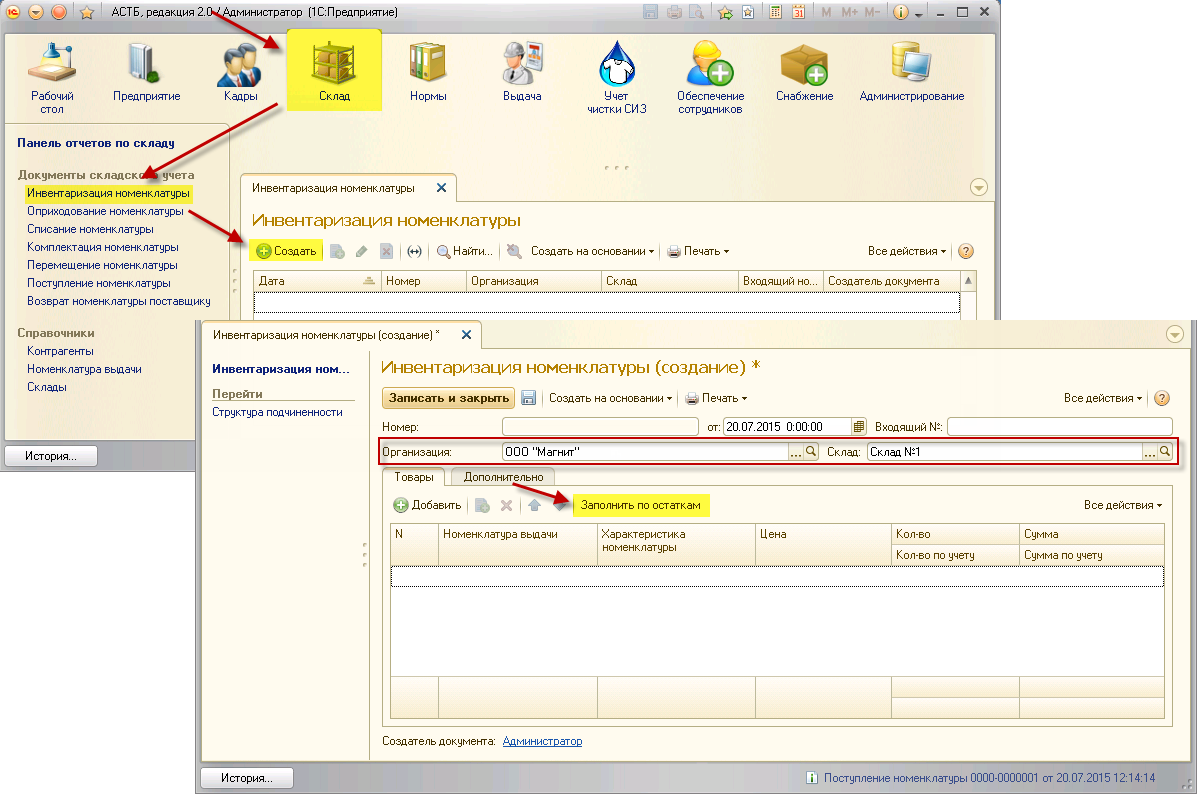 АСТБ, редакция 2.0 / Администратор (1С:Предприятие)
M M+ M-
Рабочий стол
Предприятие
Кадры
Склад
Нормы
Выдача
Учет чистки СИЗ
Обеспечение сотрудников
Снабжение
Администрирование
Панель отчетов по складу
Документы складского учета
Инвентаризация номенклатуры
Оприходование номенклатуры
Списание номенклатуры
Комплектация номенклатуры
Перемещение номенклатуры
Поступление номенклатуры
Возврат номенклатуры поставщику
Справочники
Контрагенты
Номенклатура выдачи
Склады
История...
Инвентаризация номенклатуры
Инвентаризация номенклатуры
Создать Найти... Создать на основании Печать Все действия
Дата Номер Организация Склад Входящий но... Создатель документа
Инвентаризация номенклатуры (создание) *
Инвентаризация ном...
Перейти
Структура подчиненности
Инвентаризация номенклатуры (создание) *
Записать и закрыть Создать на основании Печать Все действия
Номер: от: 20.07.2015 0:00:00 Входящий №:
Организация: ООО "Магнит" ... Склад: Склад №1 ...
Товары Дополнительно
Добавить Заполнить по остаткам Все действия
N Номенклатура выдачи Характеристика номенклатуры Цена Кол-во Сумма
Кол-во по учету Сумма по учету
Создатель документа: Администратор
История...
Поступление номенклатуры 0000-0000001 от 20.07.2015 12:14:14